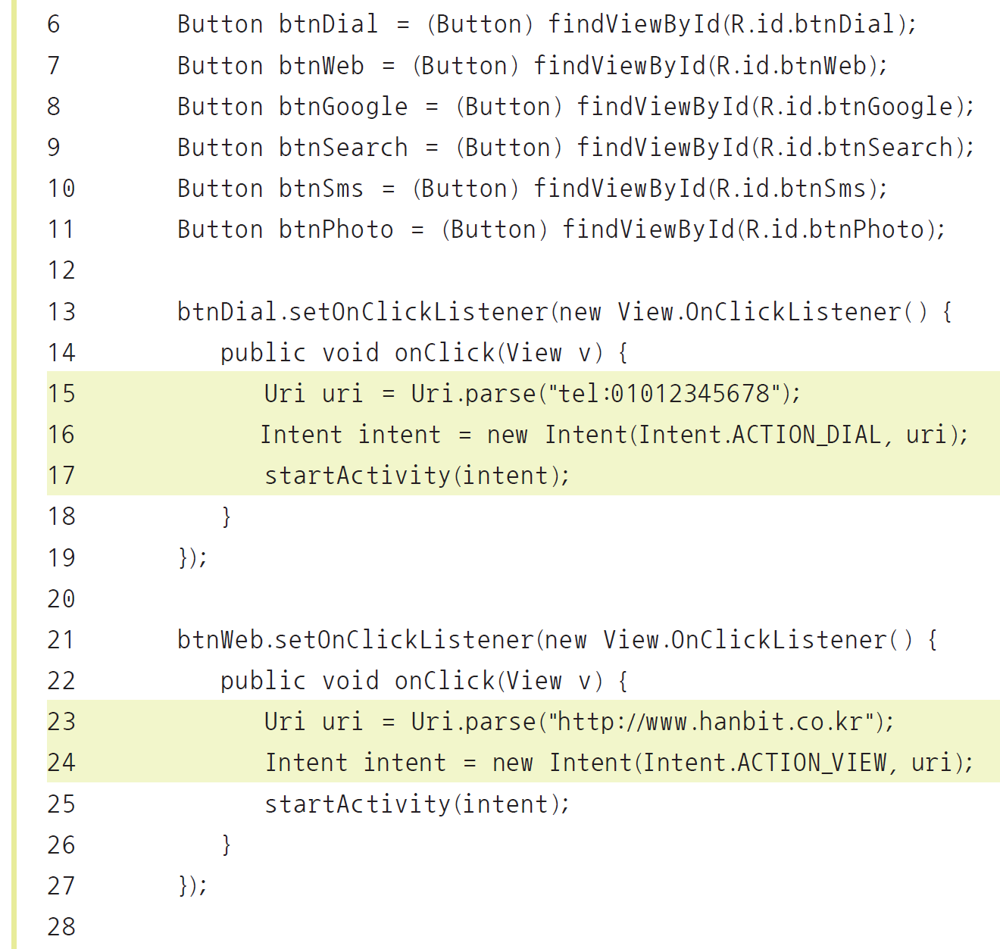 6 Button btnDial = (Button) findViewById(R.id.btnDial);
7 Button btnWeb = (Button) findViewById(R.id.btnWeb);
8 Button btnGoogle = (Button) findViewById(R.id.btnGoogle);
9 Button btnSearch = (Button) findViewById(R.id.btnSearch);
10 Button btnSms = (Button) findViewById(R.id.btnSms);
11 Button btnPhoto = (Button) findViewById(R.id.btnPhoto);
12
13 btnDial.setOnClickListener(new View.OnClickListener() {
14 public void onClick(View v) {
15 Uri uri = Uri.parse("tel:01012345678");
16 Intent intent = new Intent(Intent.ACTION_DIAL, uri);
17 startActivity(intent);
18 }
19 });
20
21 btnWeb.setOnClickListener(new View.OnClickListener() {
22 public void onClick(View v) {
23 Uri uri = Uri.parse("http://www.hanbit.co.kr");
24 Intent intent = new Intent(Intent.ACTION_VIEW, uri);
25 startActivity(intent);
26 }
27 });
28